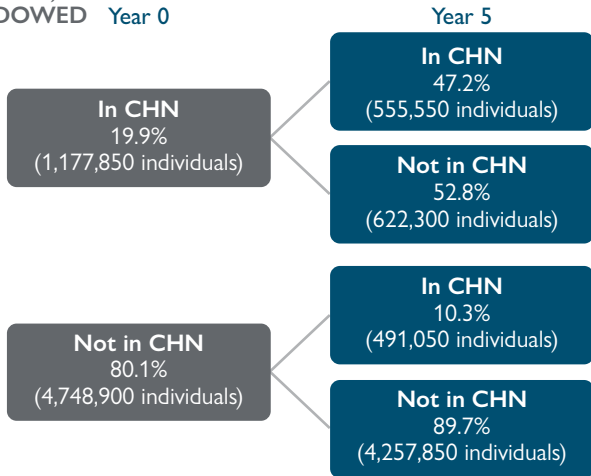 DOWED Year 0 Year 5
In CHN
19.9%
(1,177,850 individuals)
In CHN
47.2%
(555,550 individuals)
Not in CHN
52.8%
(622,300 individuals)
Not in CHN
80.1%
(4,748,900 individuals)
In CHN
10.3%
(491,050 individuals)
Not in CHN
89.7%
(4,257,850 individuals)